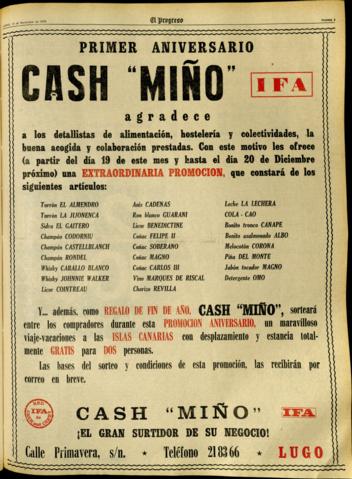 El Progreso
PRIMER ANIVERSARIO
CASH "MIÑO" IFA
agradece
a los detallistas de alimentación, hostelería y colectividades, la
buena acogida y colaboración prestadas. Con este motivo les ofrece
(a partir del día 19 de este mes y hasta el día 20 de Diciembre
próximo) una EXTRAORDINARIA PROMOCION, que constará de los
siguientes artículos:
Turrón EL ALMENDRO
Turrón LA JIJONENCA
Sidra EL GAITERO
Champán CODORNIU
Champán CASTELLBLANCH
Champán RONDEL
Whisky CABALLO BLANCO
Whisky JOHNNIE WALKER
Licor COINTREAU
Anís CADENAS
Ron blanco GUARANI
Licor BENEDICTINE
Coñac FELIPE II
Coñac SOBERANO
Coñac MAGNO
Coñac CARLOS III
Vino MARQUES DE RISCAL
Chorizo REVILLA
Leche LA LECHERA
COLA - CAO
Bonito tronco CANAPE
Bonito ALBO
Melocotón CORONA
Piña DEL MONTE
Jabón tocador MAGNO
Detergente OMO
Y... además, como REGALO DE FIN DE AÑO, CASH "MIÑO", sorteará
entre los compradores durante esta PROMOCION ANIVERSARIO, un maravilloso
viaje-vacaciones a las ISLAS CANARIAS con desplazamiento y estancia total-
mente GRATIS para DOS personas.
Las bases del sorteo y condiciones de esta promoción, las recibirán por
correo en breve.
IFA
CASH "MIÑO" IFA
¡EL GRAN SURTIDOR DE SU NEGOCIO!
Calle Primavera, s/n. * Teléfono 21 83 66 * LUGO